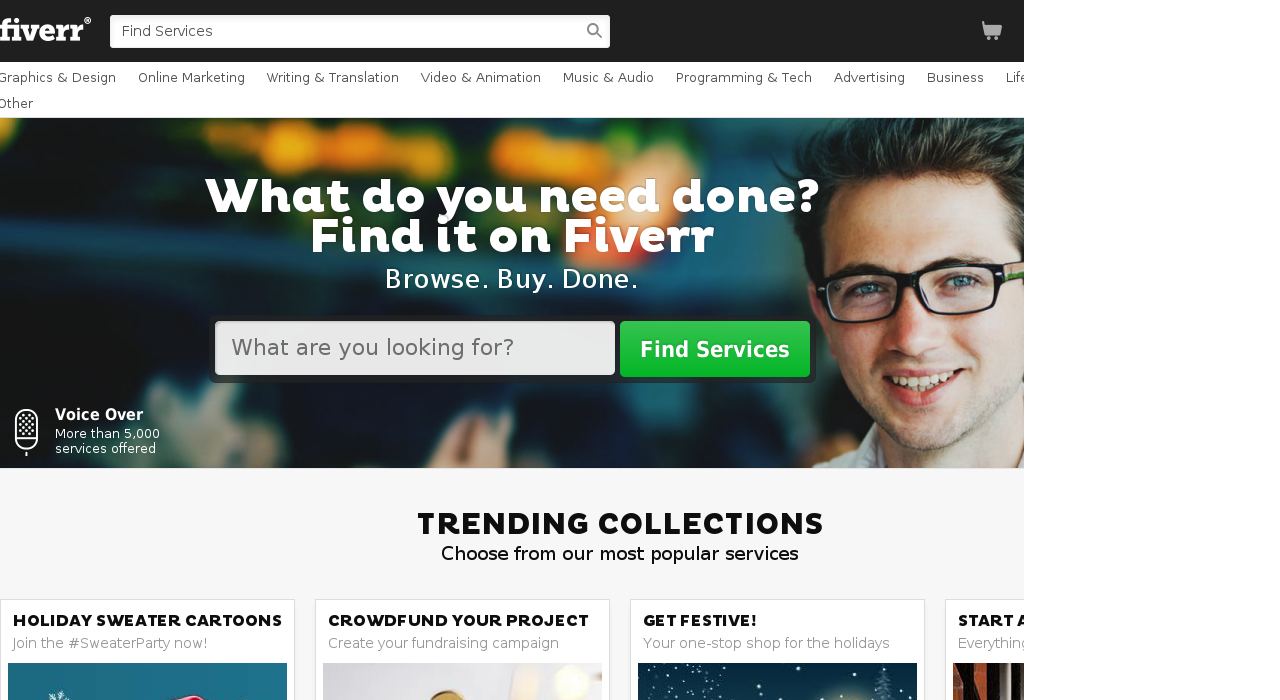 fiverr®
Find Services
Graphics & Design Online Marketing Writing & Translation Video & Animation Music & Audio Programming & Tech Advertising Business Life
Other
What do you need done?
Find it on Fiverr
Browse. Buy. Done.
What are you looking for? Find Services
Voice Over
More than 5,000
services offered
TRENDING COLLECTIONS
Choose from our most popular services
HOLIDAY SWEATER CARTOONS
Join the #SweaterParty now!
CROWDFUND YOUR PROJECT
Create your fundraising campaign
GET FESTIVE!
Your one-stop shop for the holidays
START A
Everything